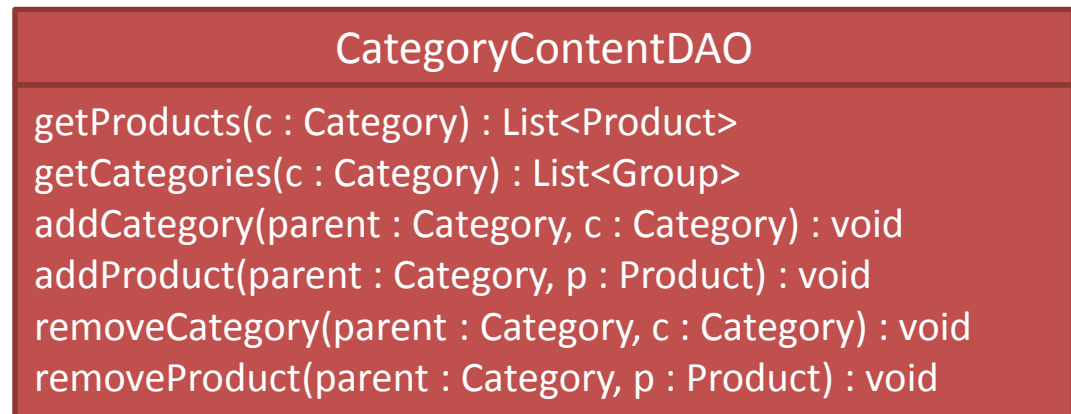 CategoryContentDAO
getProducts(c : Category) : List<Product>
getCategories(c : Category) : List<Group>
addCategory(parent : Category, c : Category) : void
addProduct(parent : Category, p : Product) : void
removeCategory(parent : Category, c : Category) : void
removeProduct(parent : Category, p : Product) : void